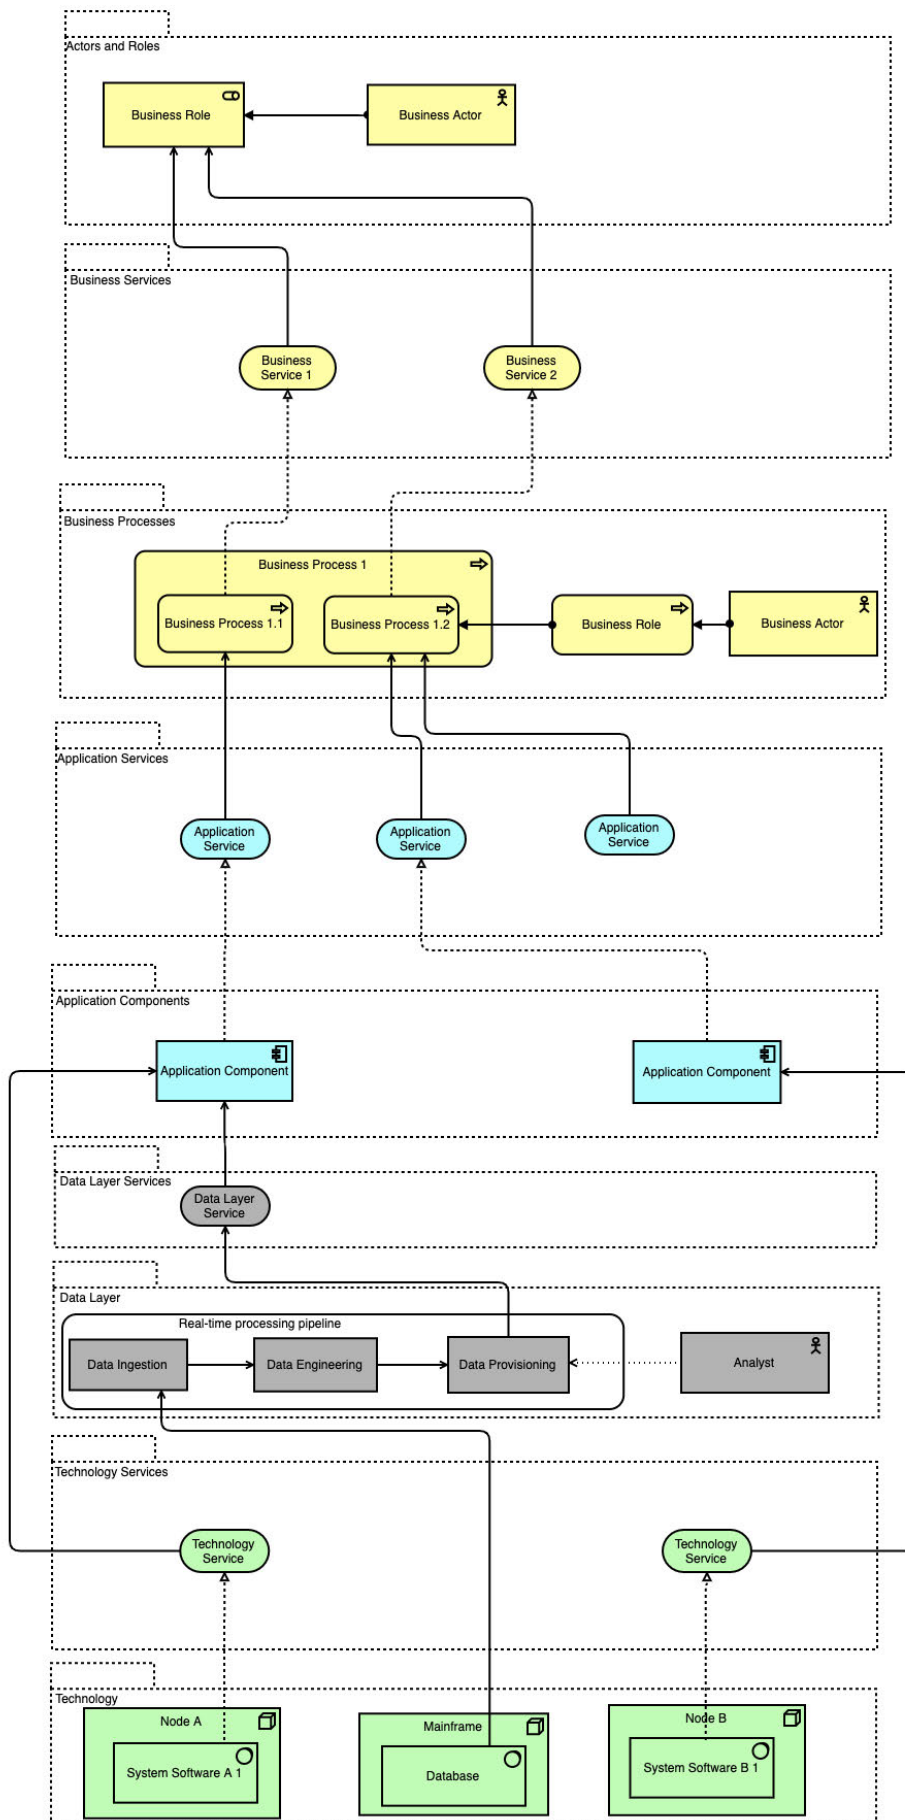 Actors and Roles
Business Role
Business Actor
Business Services
Business
Service 1
Business
Service 2
Business Processes
Business Process 1
Business Process 1.1
Business Process 1.2
Business Role
Business Actor
Application Services
Application
Service
Application
Service
Application
Service
Application Components
Application Component
Application Component
Data Layer Services
Data Layer
Service
Data Layer
Real-time processing pipeline
Data Ingestion
Data Engineering
Data Provisioning
Analyst
Technology Services
Technology
Service
Technology
Service
Technology
Node A
Mainframe
Node B
System Software A 1
Database
System Software B 1